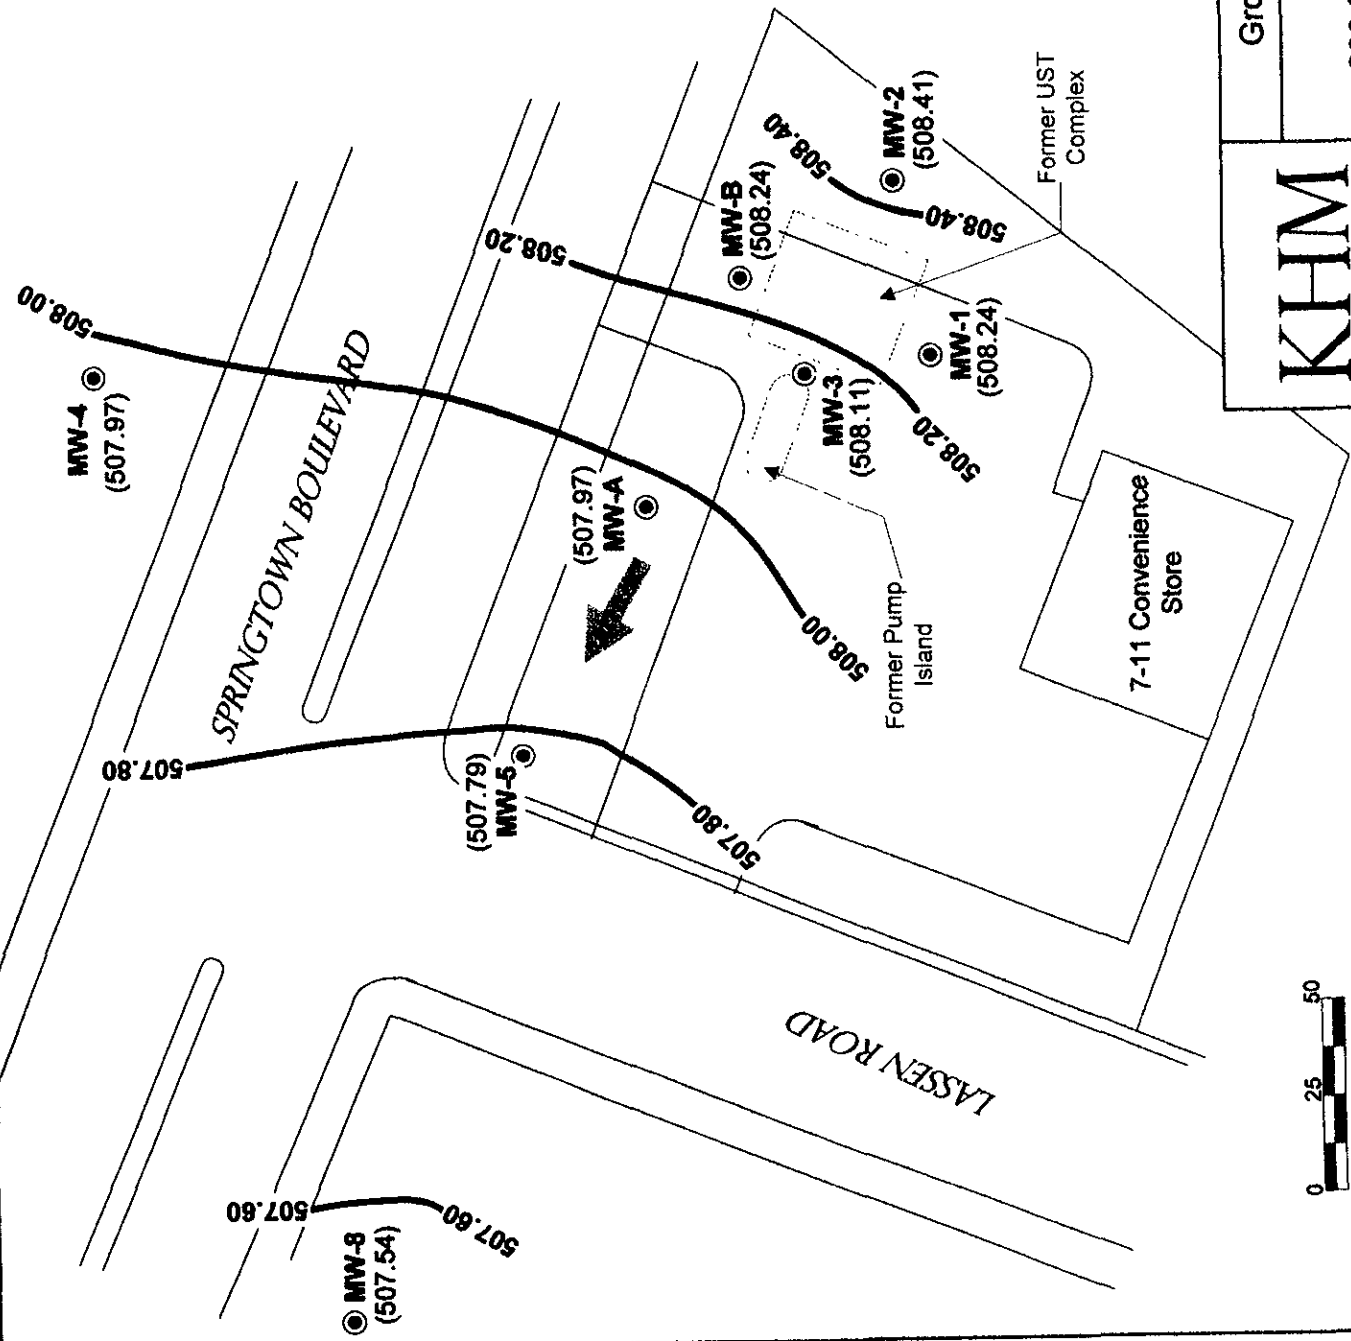 508.00
MW-4
(507.97)
SPRINGTOWN BOULEVARD
508.20
508.40
MW-2
(508.41)
MW-B
(508.24)
508.40
Former UST
Complex
MW-1
(508.24)
MW-3
(508.11)
508.20
(507.97)
MW-A
508.00
Former Pump
Island
7-11 Convenience
Store
507.80
(507.79)
MW-5
507.80
LASSEN ROAD
507.60
507.60
MW-8
(507.54)
0 25 50
KHM
Gro